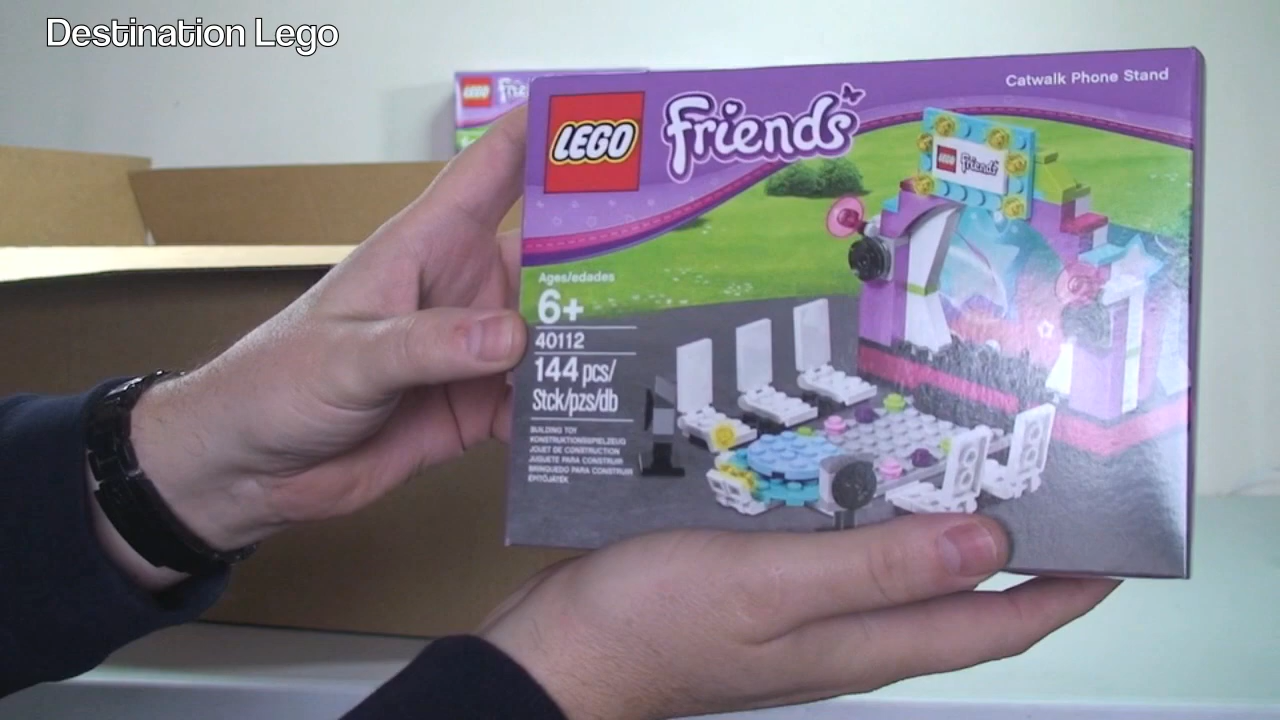 Destination Lego
Catwalk Phone Stand
LEGO
Friends
LEGO
LEGO Friends
Ages/edades
6+
40112
144 pcs/
Stck/pzs/db
BUILDING TOY
KONSTRUKTIONSSPIELZEUG
JOUET DE CONSTRUCTION
JUGUETE PARA CONSTRUIR
BRINQUEDO PARA CONSTRUIR
ÉPÍTŐJÁTÉK